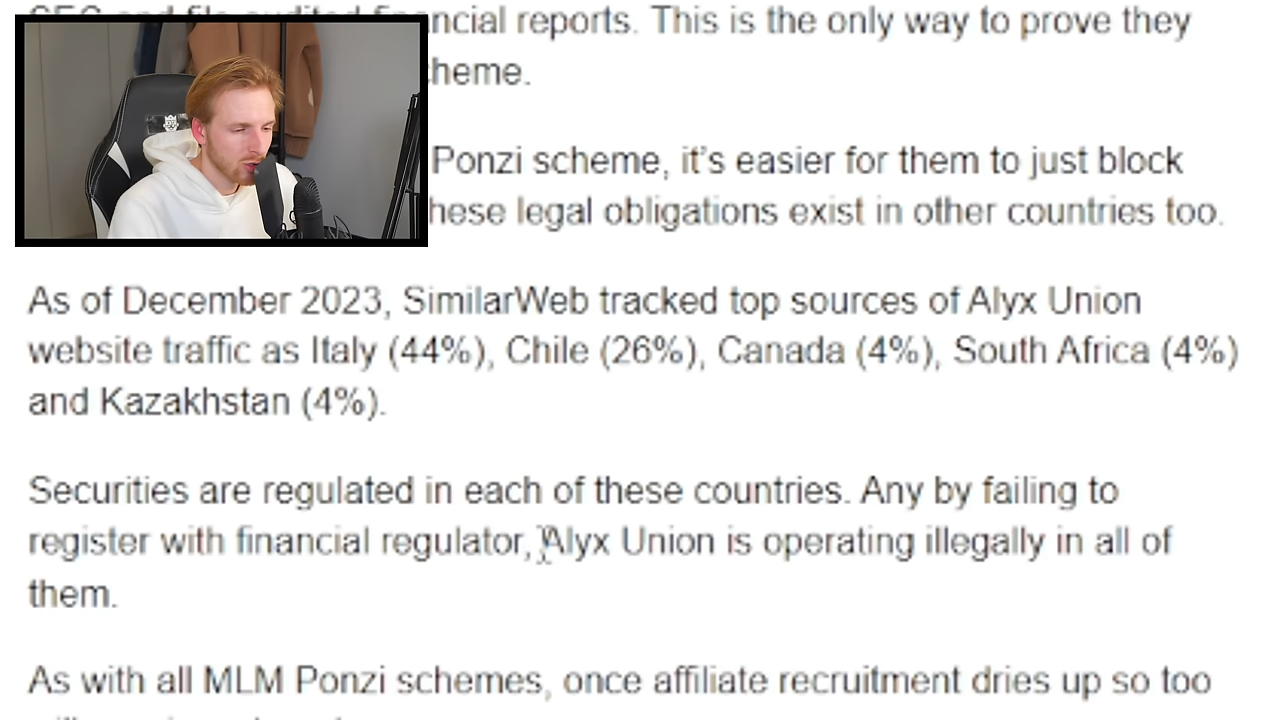 financial reports. This is the only way to prove they
cheme.
Ponzi scheme, it's easier for them to just block
hese legal obligations exist in other countries too.
As of December 2023, SimilarWeb tracked top sources of Alyx Union
website traffic as Italy (44%), Chile (26%), Canada (4%), South Africa (4%)
and Kazakhstan (4%).
Securities are regulated in each of these countries. Any by failing to
register with financial regulator, Alyx Union is operating illegally in all of
them.
As with all MLM Ponzi schemes, once affiliate recruitment dries up so too